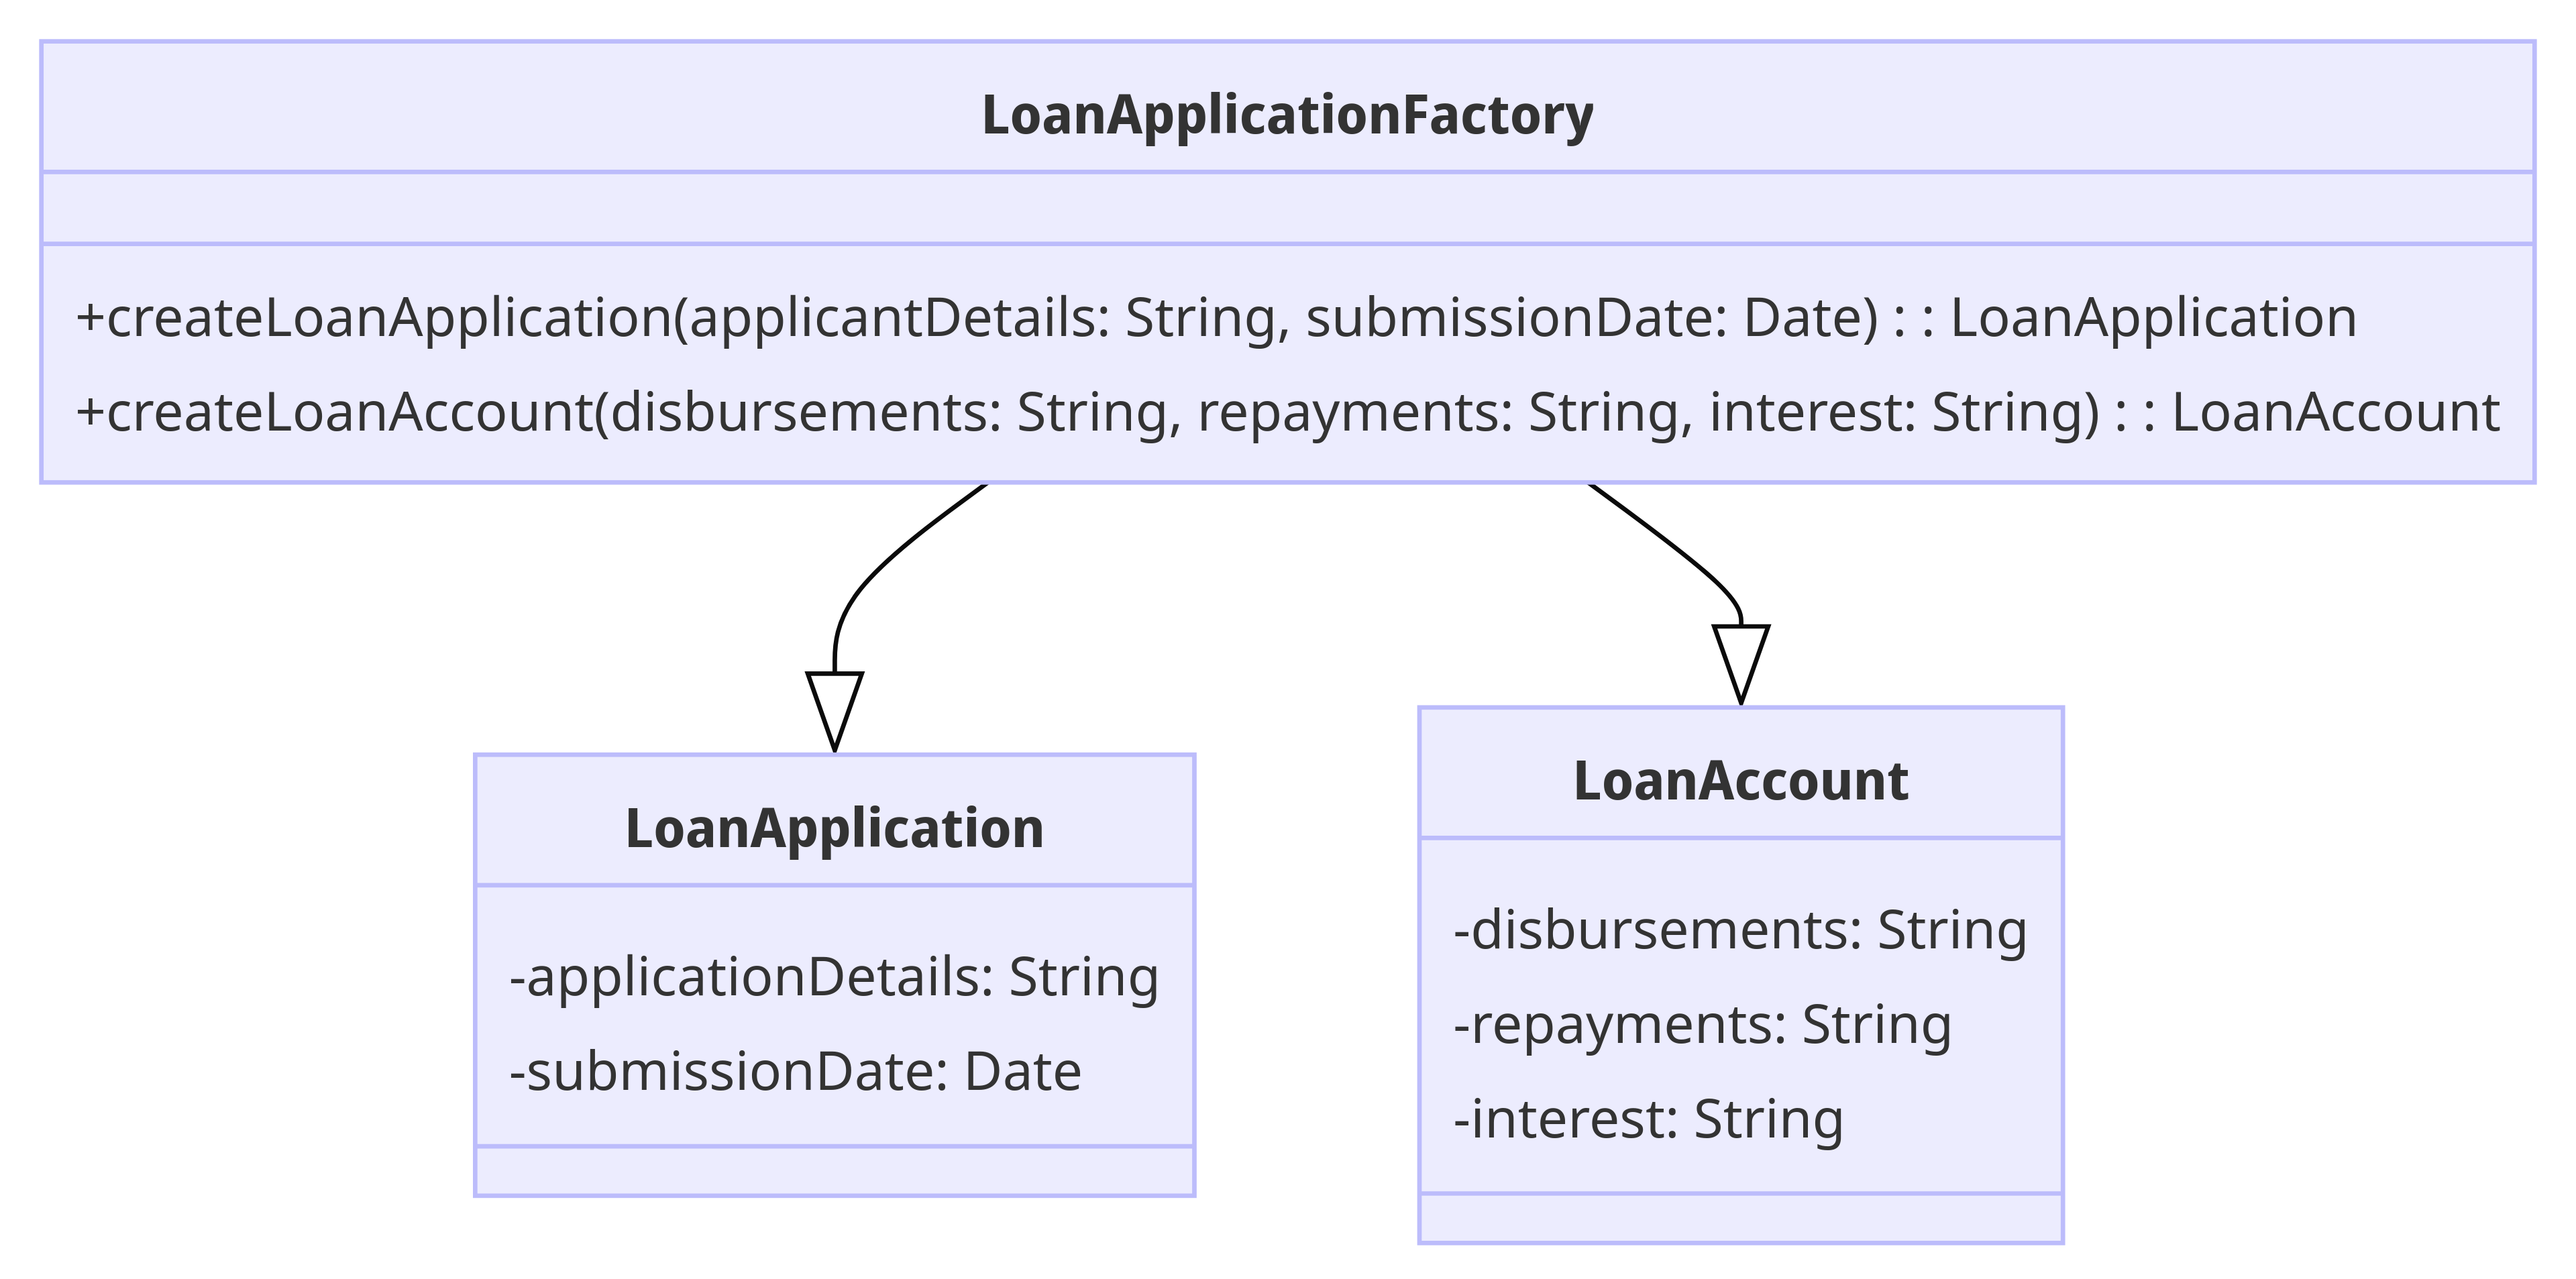 LoanApplicationFactory
+createLoanApplication(applicantDetails: String, submissionDate: Date) : : LoanApplication
+createLoanAccount(disbursements: String, repayments: String, interest: String) : : LoanAccount
LoanApplication
-applicationDetails: String
-submissionDate: Date
LoanAccount
-disbursements: String
-repayments: String
-interest: String